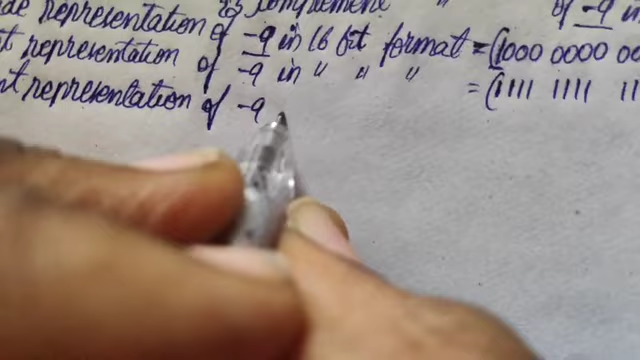 representation of 2's complement " of -9 in
representation of -9 in 16 bit format = (1000 0000 00
representation of -9 in " " " = (1111 1111 11
representation of -9